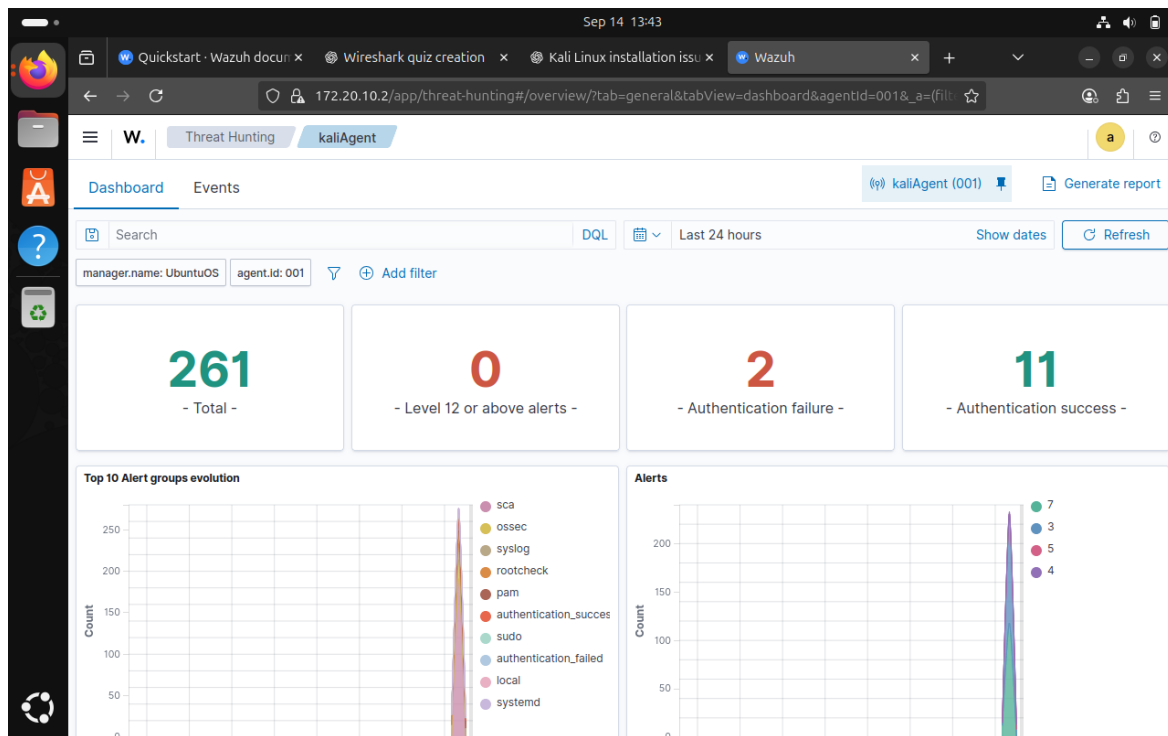 Sep 14 13:43
Quickstart · Wazuh docum
Wireshark quiz creation
Kali Linux installation issu
Wazuh
172.20.10.2/app/threat-hunting#/overview/?tab=general&tabView=dashboard&agentId=001&_a=(filt
W.
Threat Hunting
kaliAgent
a
Dashboard
Events
kaliAgent (001)
Generate report
Search
DQL
Last 24 hours
Show dates
Refresh
manager.name: UbuntuOS
agent.id: 001
Add filter
261
- Total -
0
- Level 12 or above alerts -
2
- Authentication failure -
11
- Authentication success -
Top 10 Alert groups evolution
Count
250
200
150
100
50
0
sca
ossec
syslog
rootcheck
pam
authentication_succes
sudo
authentication_failed
local
systemd
Alerts
Count
200
150
100
50
0
7
3
5
4